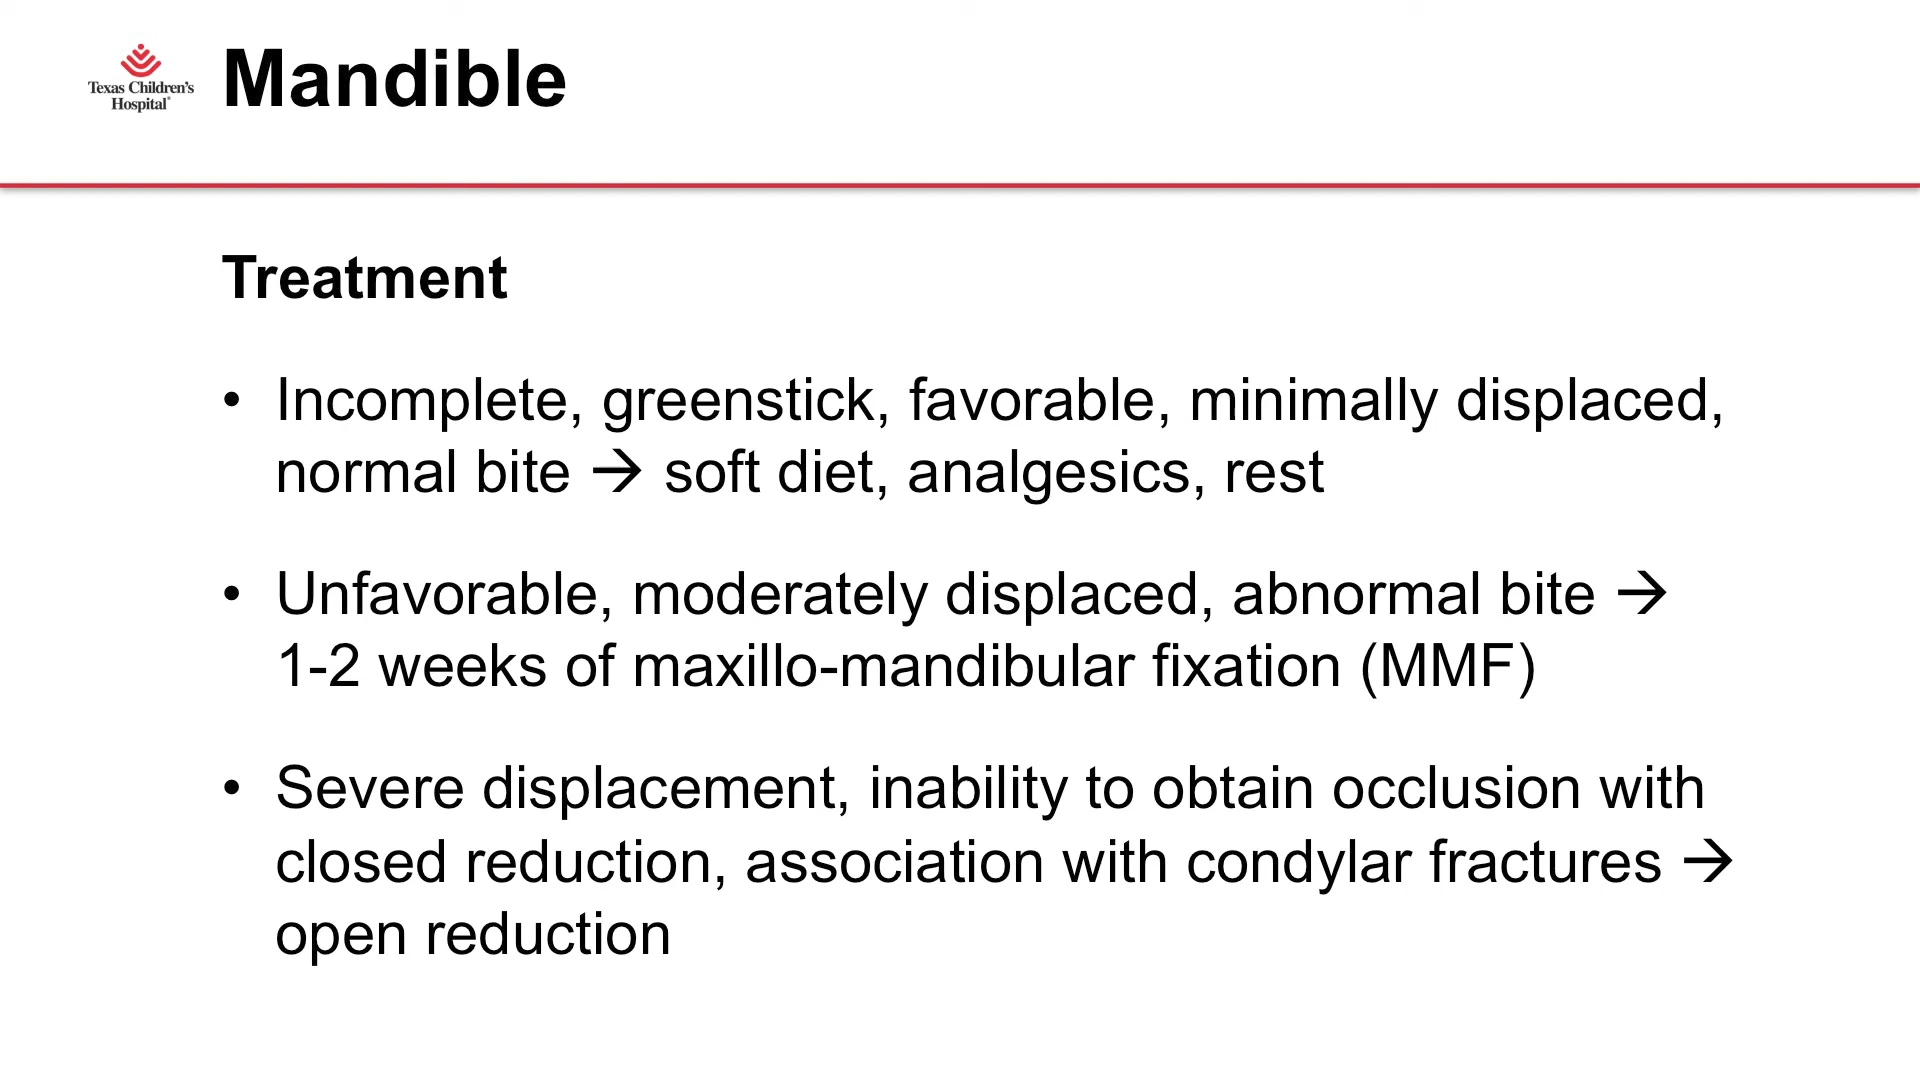 Texas Children's
Hospital
Mandible
Treatment
• Incomplete, greenstick, favorable, minimally displaced,
normal bite → soft diet, analgesics, rest
• Unfavorable, moderately displaced, abnormal bite →
1-2 weeks of maxillo-mandibular fixation (MMF)
• Severe displacement, inability to obtain occlusion with
closed reduction, association with condylar fractures →
open reduction